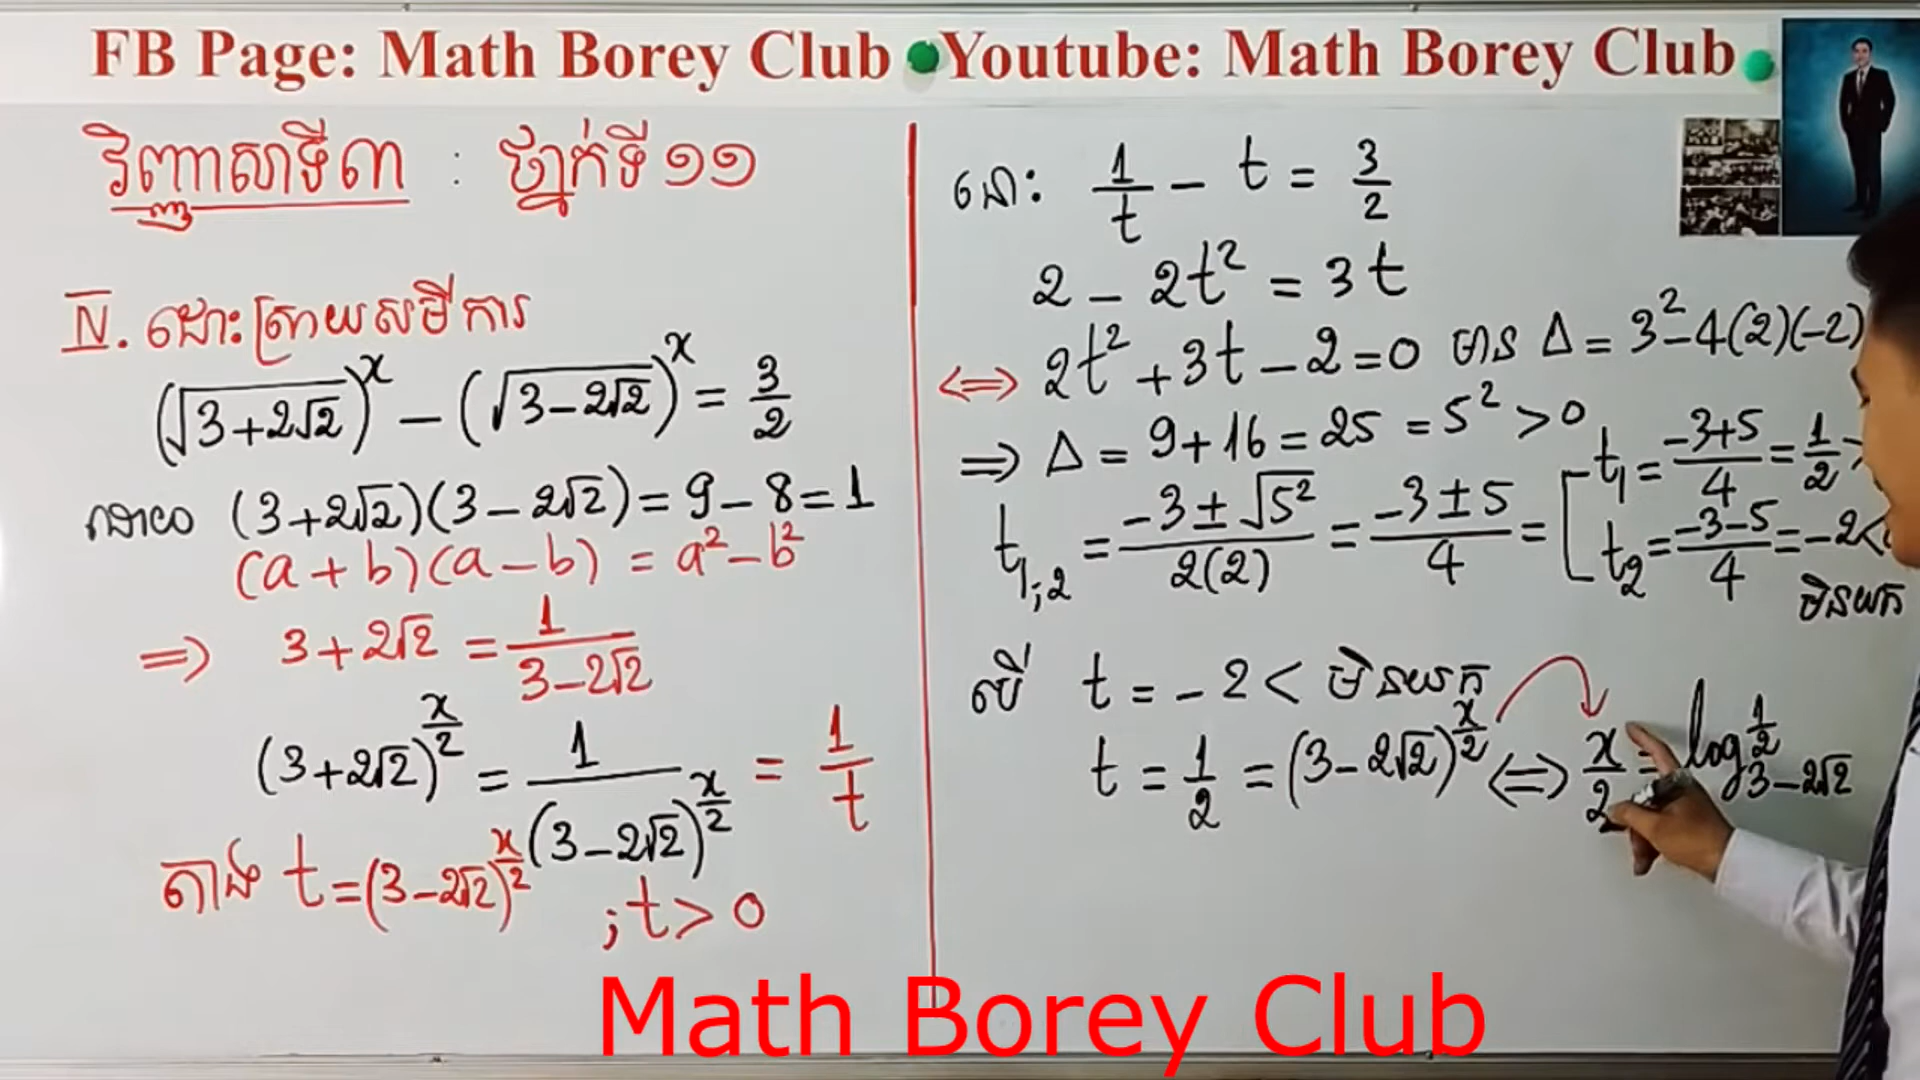 FB Page: Math Borey Club Youtube: Math Borey Club
វិញ្ញាសាទី៣ : ថ្នាក់ទី ១១
IV. ដោះស្រាយសមីការ
(√(3+2√2))^x − (√(3−2√2))^x = 3/2
ដោយ (3+2√2)(3−2√2) = 9 − 8 = 1
(a + b)(a − b) = a² − b²
⇒ 3+2√2 = 1/(3−2√2)
(3+2√2)^(x/2) = 1/(3−2√2)^(x/2) = 1/t
តាង t = (3−2√2)^(x/2) ; t > 0
នោះ: 1/t − t = 3/2
2 − 2t² = 3t
⇔ 2t² + 3t − 2 = 0 មាន Δ = 3² − 4(2)(−2)
⇒ Δ = 9 + 16 = 25 = 5² > 0
t₁;₂ = (−3 ± √5²)/2(2) = (−3 ± 5)/4 = [ t₁ = (−3+5)/4 = 1/2 >
t₂ = (−3−5)/4 = −2 <
មិនយក
បើ t = −2 < មិនយក
t = 1/2 = (3−2√2)^(x/2) ⇔ x/2 = log_(3−2√2) 1/2
Math Borey Club